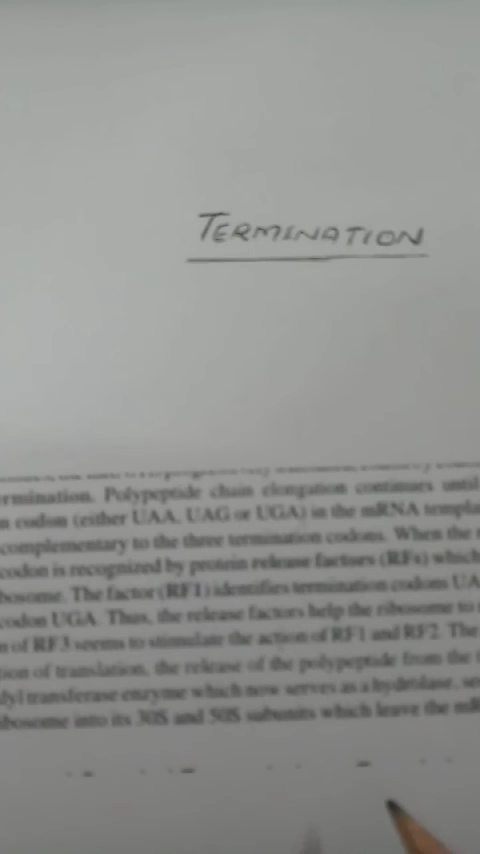 TERMINATION
ermination. Polypeptide chain elongation continues until
n codon (either UAA, UAG or UGA) in the mRNA templa
complementary to the three termination codons. When the
codon is recognized by protein release factors (RFs) which
bosome. The factor (RF1) identifies termination codons UA
codon UGA. Thus, the release factors help the ribosome to
n of RF3 seems to stimulate the action of RF1 and RF2. The
tion of translation, the release of the polypeptide from the
dyl transferase enzyme which now serves as a hydrolase, se
ibosome into its 30S and 50S subunits which leave the mR